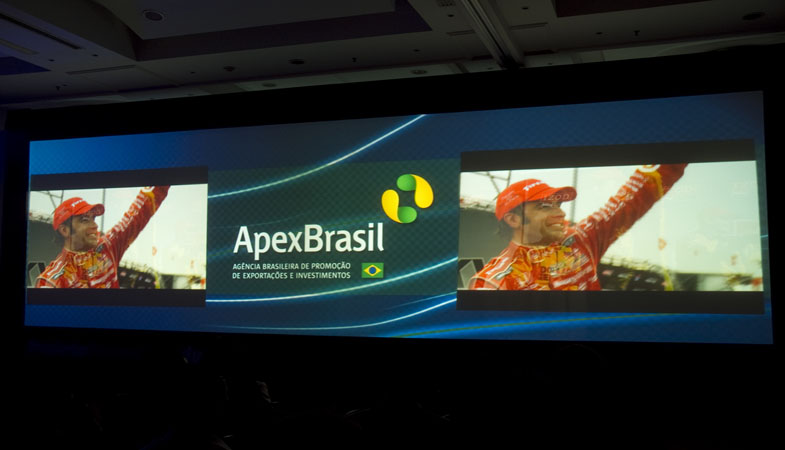 ApexBrasil
AGÊNCIA BRASILEIRA DE PROMOÇÃO
DE EXPORTAÇÕES E INVESTIMENTOS